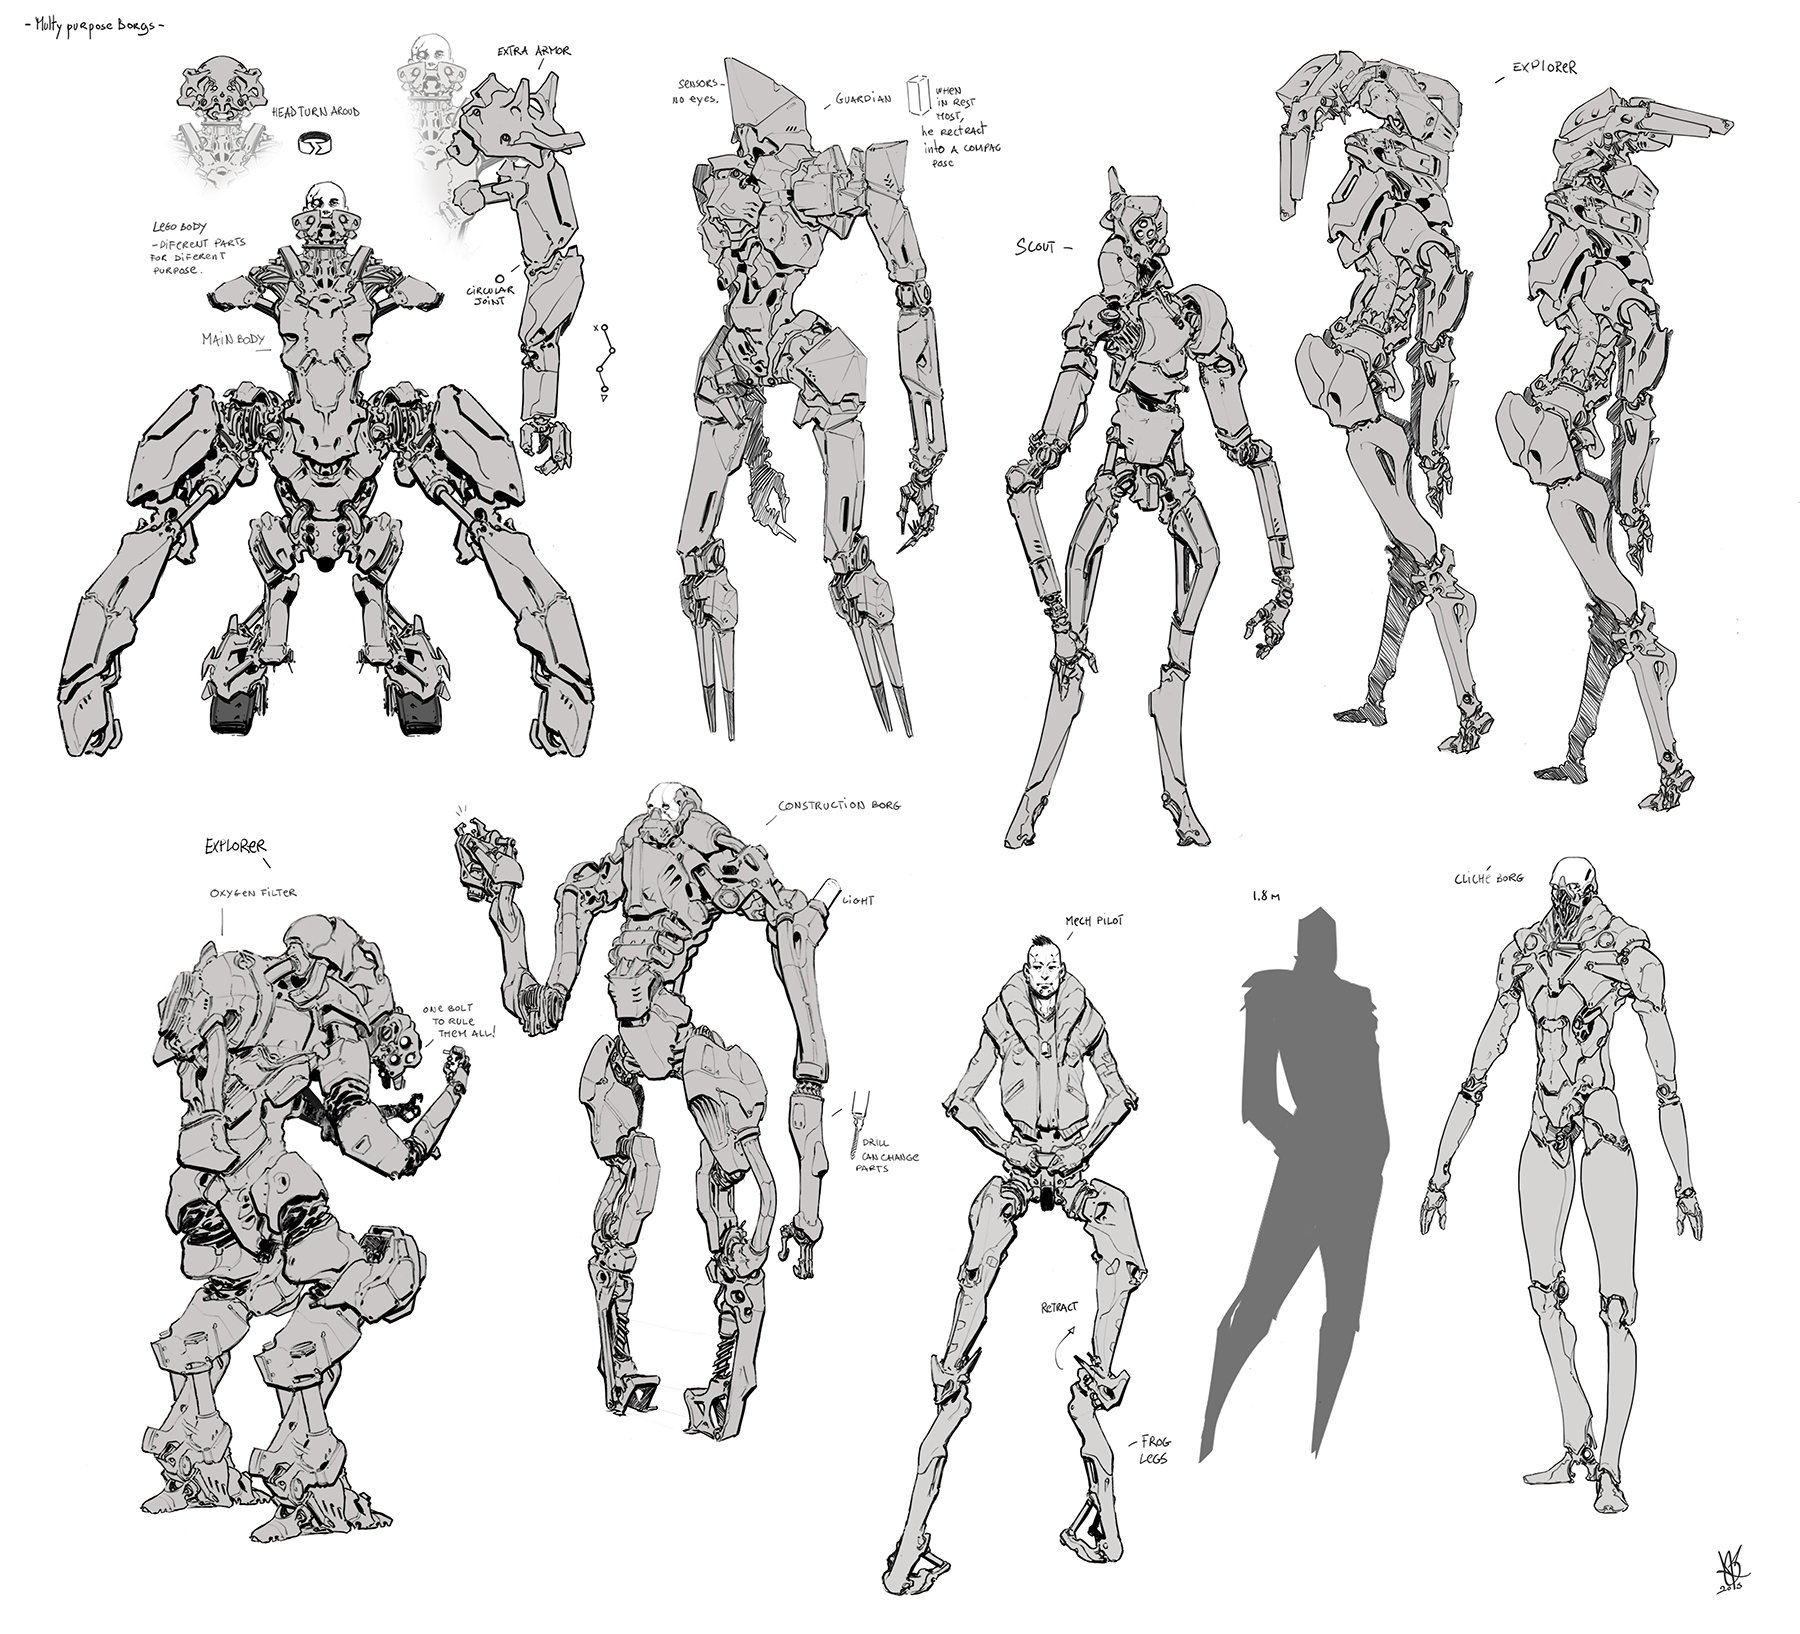 - Multy purpose Borgs -
HEAD TURN AROUD
EXTRA ARMOR
LEGO BODY
- DIFERENT PARTS
FOR DIFERENT
PURPOSE.
MAIN BODY
CIRCULAR
JOINT
X
SENSORS -
NO EYES.
GUARDIAN
WHEN
IN REST
MOST,
he RECTRACT
into A COMPAC
POSE
SCOUT -
EXPLORER
EXPLORER
OXYGEN FILTER
ONE BOLT
TO RULE
THEM ALL!
CONSTRUCTION BORG
LIGHT
DRILL
CAN CHANGE
PARTS
MECH PILOT
RETRACT
- FROG
LEGS
1.8 M
CLICHÉ BORG
2015